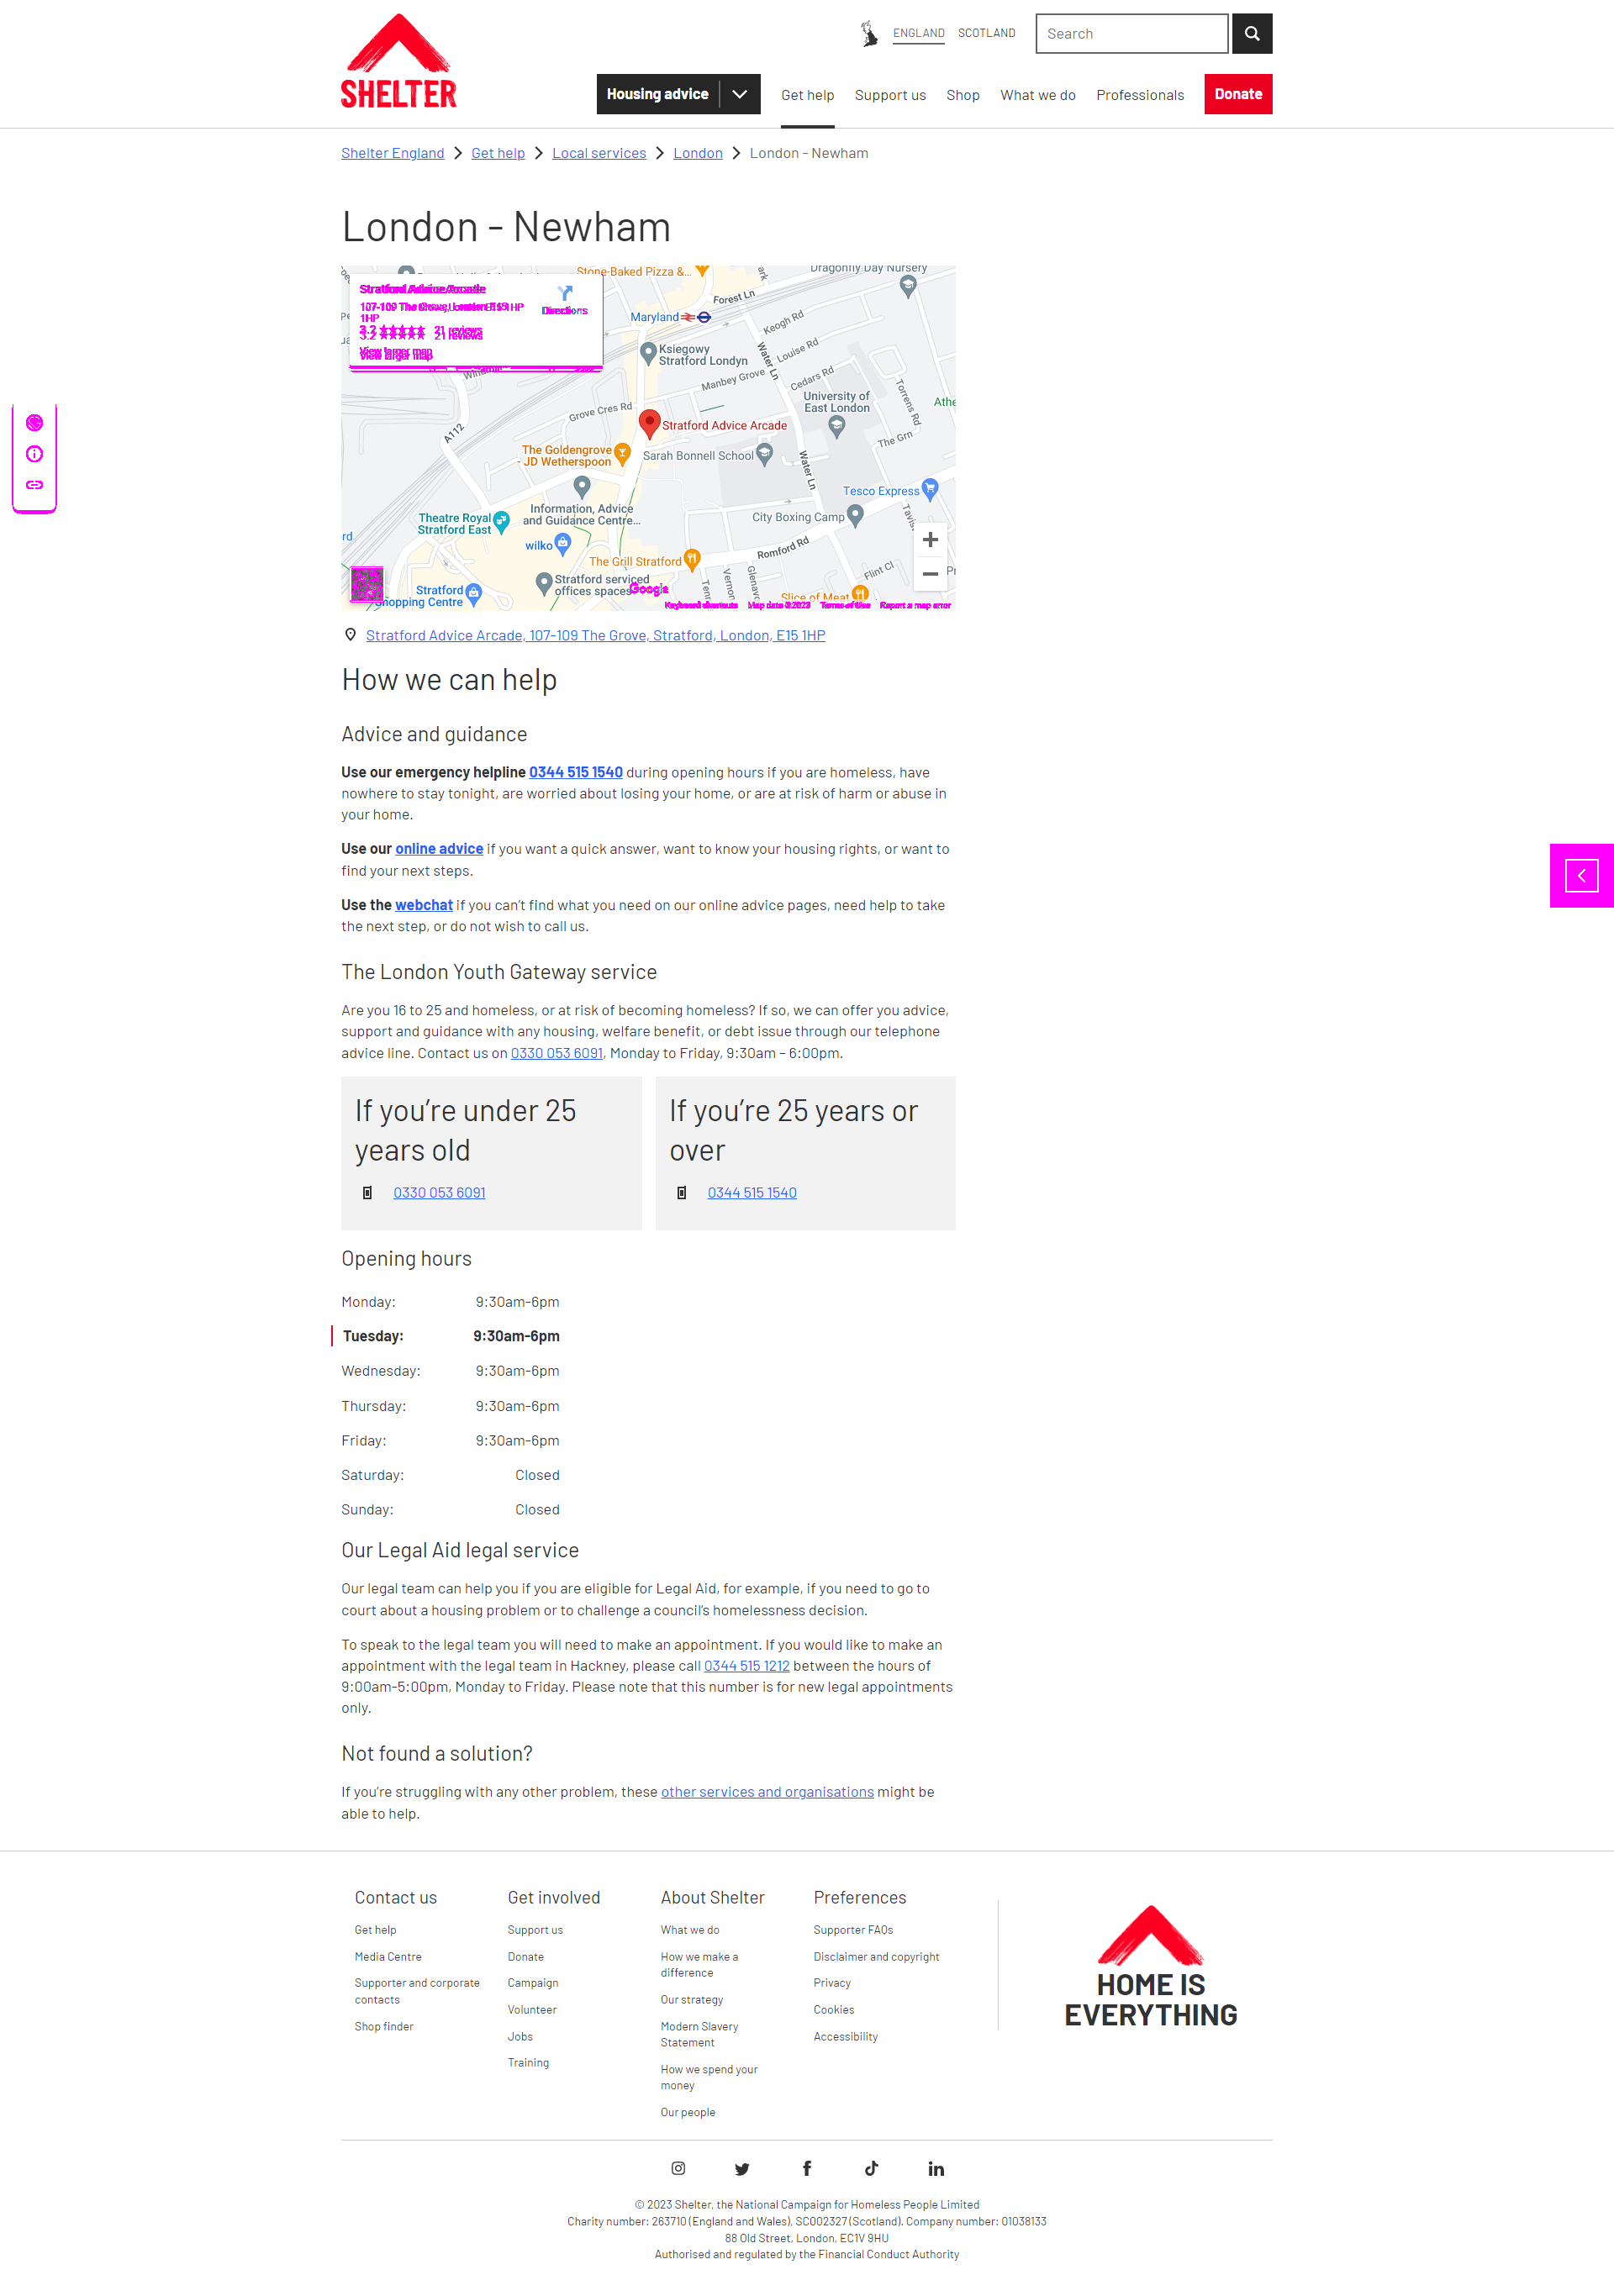 SHELTER
ENGLAND
SCOTLAND
Search
Housing advice
Get help
Support us
Shop
What we do
Professionals
Donate
Shelter England
Get help
Local services
London
London - Newham
London - Newham
Stone-Baked Pizza &...
Dragonfly Day Nursery
Stratford Advice Arcade
107-109 The Grove, London E15 1HP
1HP
Directions
3.2 ★★★★★ 21 reviews
View larger map
Forest Ln
Maryland
Keogh Rd
Ksiegowy
Stratford Londyn
Water Ln
Louise Rd
Manbey Grove
Cedars Rd
Torrens Rd
University of
East London
Grove Cres Rd
A112
Stratford Advice Arcade
The Grn
The Goldengrove
- JD Wetherspoon
Sarah Bonnell School
Water Ln
Tesco Express
Information, Advice
and Guidance Centre...
City Boxing Camp
Theatre Royal
Stratford East
wilko
Romford Rd
The Grill Stratford
Flint Cl
Stratford serviced
offices spaces
Stratford
Shopping Centre
Slice of Meat
Google
Keyboard shortcuts
Map data ©2023
Terms of Use
Report a map error
Stratford Advice Arcade, 107-109 The Grove, Stratford, London, E15 1HP
How we can help
Advice and guidance
Use our emergency helpline 0344 515 1540 during opening hours if you are homeless, have
nowhere to stay tonight, are worried about losing your home, or are at risk of harm or abuse in
your home.
Use our online advice if you want a quick answer, want to know your housing rights, or want to
find your next steps.
Use the webchat if you can't find what you need on our online advice pages, need help to take
the next step, or do not wish to call us.
The London Youth Gateway service
Are you 16 to 25 and homeless, or at risk of becoming homeless? If so, we can offer you advice,
support and guidance with any housing, welfare benefit, or debt issue through our telephone
advice line. Contact us on 0330 053 6091, Monday to Friday, 9:30am – 6:00pm.
If you're under 25
years old
0330 053 6091
If you're 25 years or
over
0344 515 1540
Opening hours
Monday: 9:30am-6pm
Tuesday: 9:30am-6pm
Wednesday: 9:30am-6pm
Thursday: 9:30am-6pm
Friday: 9:30am-6pm
Saturday: Closed
Sunday: Closed
Our Legal Aid legal service
Our legal team can help you if you are eligible for Legal Aid, for example, if you need to go to
court about a housing problem or to challenge a council's homelessness decision.
To speak to the legal team you will need to make an appointment. If you would like to make an
appointment with the legal team in Hackney, please call 0344 515 1212 between the hours of
9:00am-5:00pm, Monday to Friday. Please note that this number is for new legal appointments
only.
Not found a solution?
If you're struggling with any other problem, these other services and organisations might be
able to help.
Contact us
Get help
Media Centre
Supporter and corporate
contacts
Shop finder
Get involved
Support us
Donate
Campaign
Volunteer
Jobs
Training
About Shelter
What we do
How we make a
difference
Our strategy
Modern Slavery
Statement
How we spend your
money
Our people
Preferences
Supporter FAQs
Disclaimer and copyright
Privacy
Cookies
Accessibility
HOME IS
EVERYTHING
© 2023 Shelter, the National Campaign for Homeless People Limited
Charity number: 263710 (England and Wales), SC002327 (Scotland). Company number: 01038133
88 Old Street, London, EC1V 9HU
Authorised and regulated by the Financial Conduct Authority